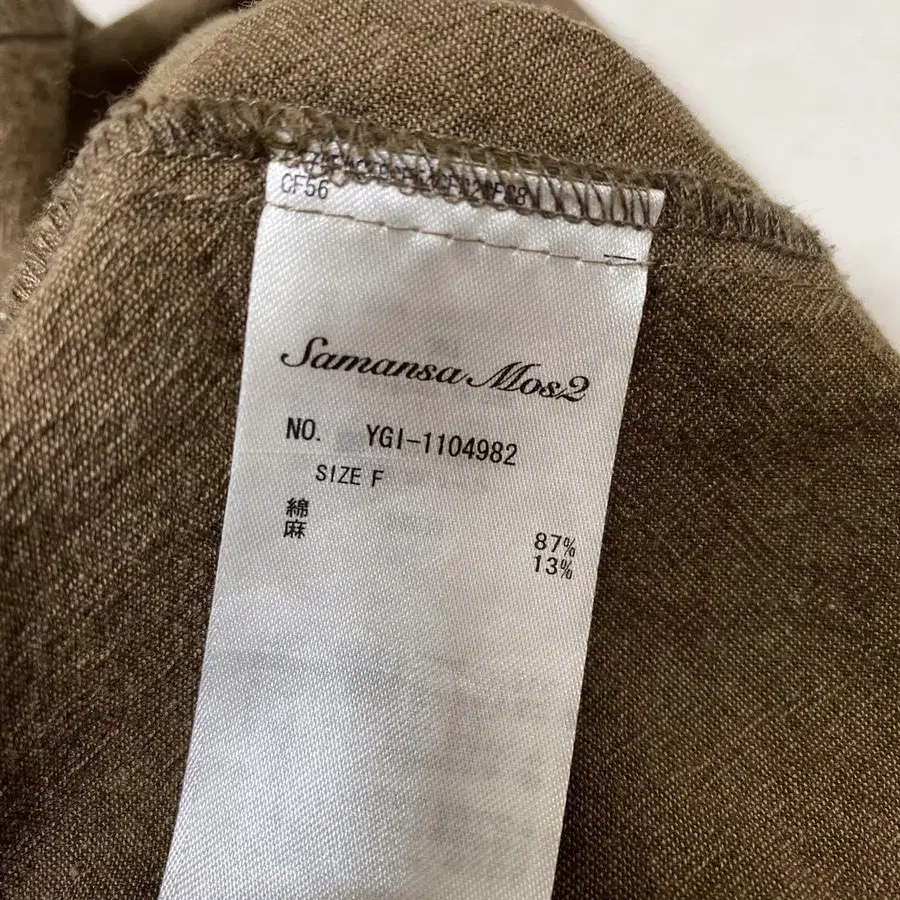 CF56
Samansa Mos2
NO. YGI-1104982
SIZE F
綿 87%
麻 13%